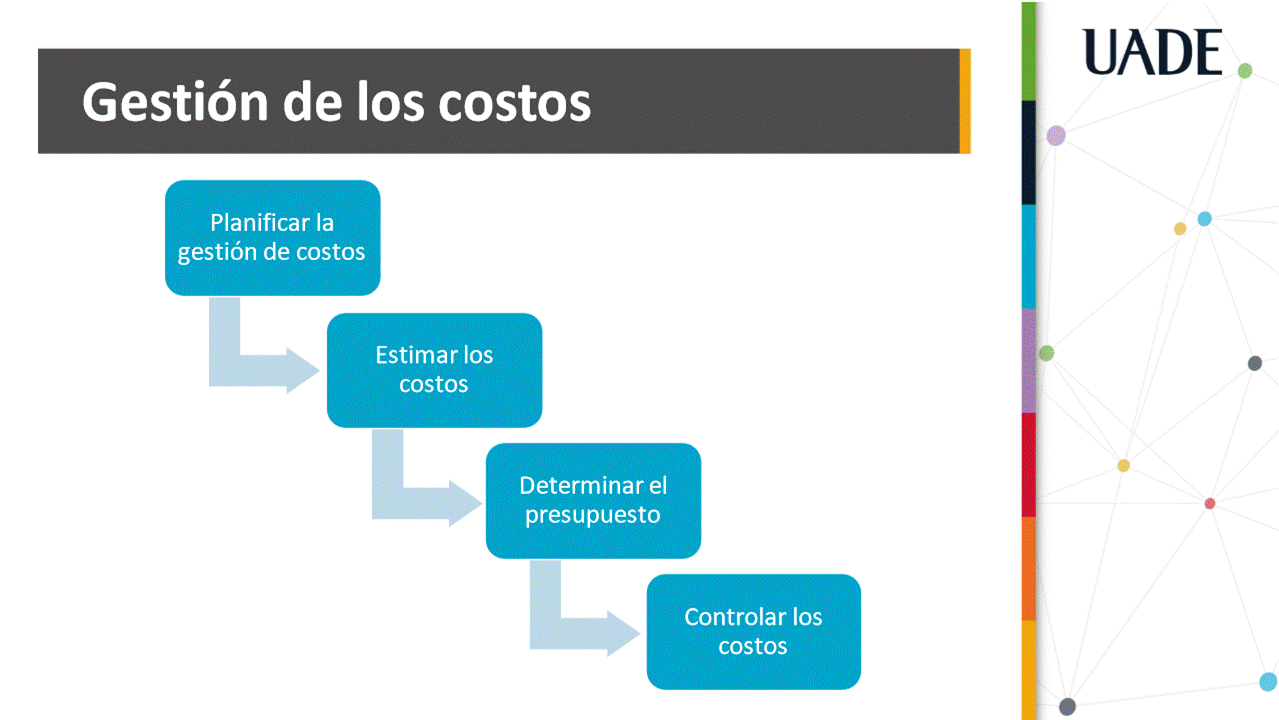 UADE
Gestión de los costos
Planificar la
gestión de costos
Estimar los
costos
Determinar el
presupuesto
Controlar los
costos